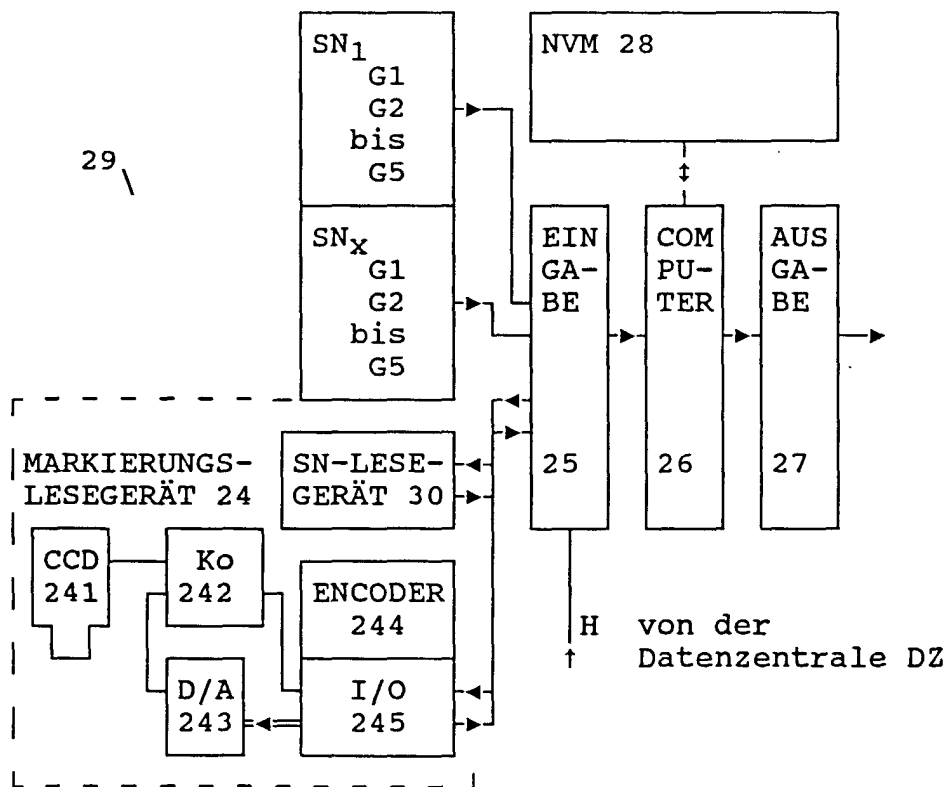 SN1
G1
G2
bis
G5
NVM 28
29
SNx
G1
G2
bis
G5
EIN
GA-
BE
25
COM
PU-
TER
26
AUS
GA-
BE
27
MARKIERUNGS-
LESEGERÄT 24
SN-LESE-
GERÄT 30
CCD
241
Ko
242
ENCODER
244
D/A
243
I/O
245
H von der
Datenzentrale DZ